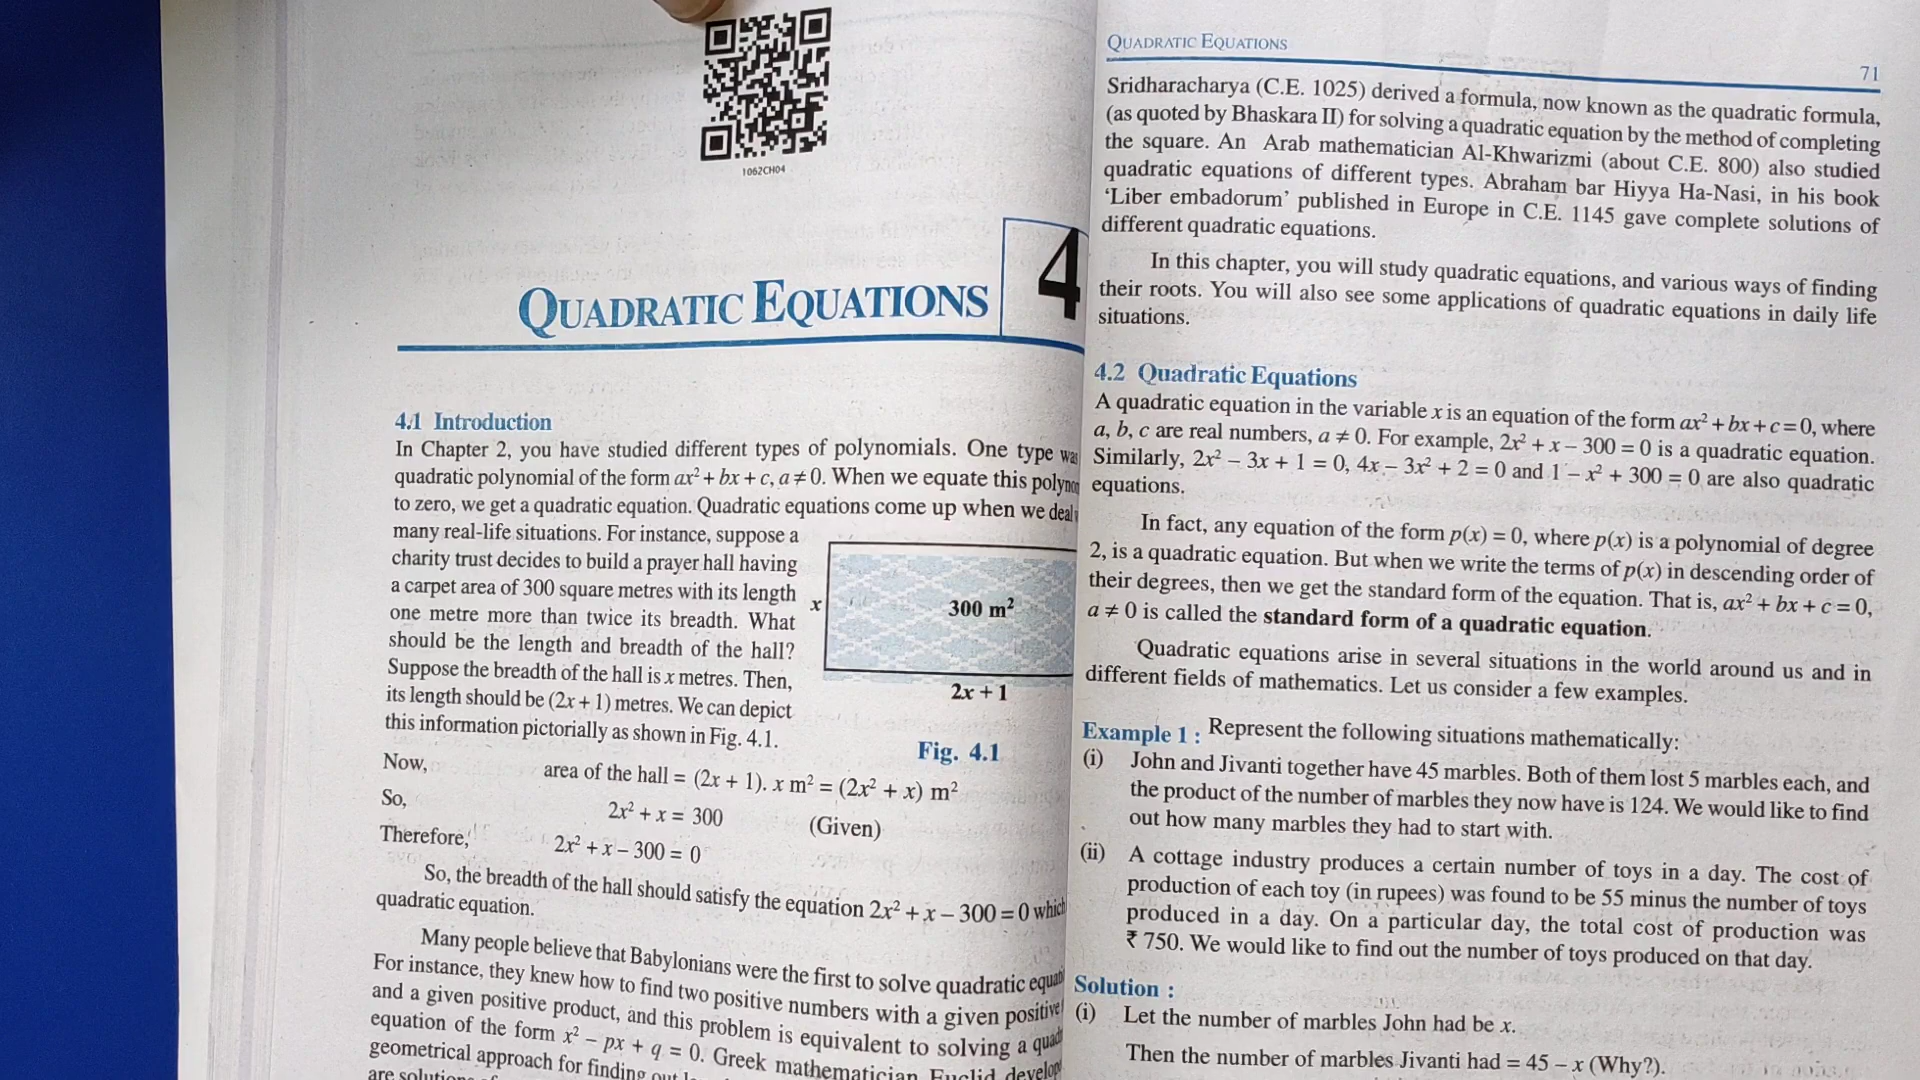 1062CH04
QUADRATIC EQUATIONS
4
4.1 Introduction
In Chapter 2, you have studied different types of polynomials. One type was
quadratic polynomial of the form ax² + bx + c, a ≠ 0. When we equate this
to zero, we get a quadratic equation. Quadratic equations come up when we deal
many real-life situations. For instance, suppose a
charity trust decides to build a prayer hall having
a carpet area of 300 square metres with its length
one metre more than twice its breadth. What
should be the length and breadth of the hall?
Suppose the breadth of the hall is x metres. Then,
its length should be (2x + 1) metres. We can depict
this information pictorially as shown in Fig. 4.1.
x
300 m²
2x + 1
Fig. 4.1
Now, area of the hall = (2x + 1). x m² = (2x² + x) m²
So, 2x² + x = 300 (Given)
Therefore, 2x² + x – 300 = 0
So, the breadth of the hall should satisfy the equation 2x² + x – 300 = 0 which
quadratic equation.
Many people believe that Babylonians were the first to solve quadratic
For instance, they knew how to find two positive numbers with a given positive
and a given positive product, and this problem is equivalent to solving a
equation of the form x² – px + q = 0. Greek mathematician Euclid
geometrical approach for finding out
are
QUADRATIC EQUATIONS
71
Sridharacharya (C.E. 1025) derived a formula, now known as the quadratic formula,
(as quoted by Bhaskara II) for solving a quadratic equation by the method of completing
the square. An Arab mathematician Al-Khwarizmi (about C.E. 800) also studied
quadratic equations of different types. Abraham bar Hiyya Ha-Nasi, in his book
‘Liber embadorum’ published in Europe in C.E. 1145 gave complete solutions of
different quadratic equations.
In this chapter, you will study quadratic equations, and various ways of finding
their roots. You will also see some applications of quadratic equations in daily life
situations.
4.2 Quadratic Equations
A quadratic equation in the variable x is an equation of the form ax² + bx + c = 0, where
a, b, c are real numbers, a ≠ 0. For example, 2x² + x – 300 = 0 is a quadratic equation.
Similarly, 2x² – 3x + 1 = 0, 4x – 3x² + 2 = 0 and 1 – x² + 300 = 0 are also quadratic
equations.
In fact, any equation of the form p(x) = 0, where p(x) is a polynomial of degree
2, is a quadratic equation. But when we write the terms of p(x) in descending order of
their degrees, then we get the standard form of the equation. That is, ax² + bx + c = 0,
a ≠ 0 is called the standard form of a quadratic equation.
Quadratic equations arise in several situations in the world around us and in
different fields of mathematics. Let us consider a few examples.
Example 1 : Represent the following situations mathematically:
(i) John and Jivanti together have 45 marbles. Both of them lost 5 marbles each, and
the product of the number of marbles they now have is 124. We would like to find
out how many marbles they had to start with.
(ii) A cottage industry produces a certain number of toys in a day. The cost of
production of each toy (in rupees) was found to be 55 minus the number of toys
produced in a day. On a particular day, the total cost of production was
₹ 750. We would like to find out the number of toys produced on that day.
Solution :
(i) Let the number of marbles John had be x.
Then the number of marbles Jivanti had = 45 – x (Why?).